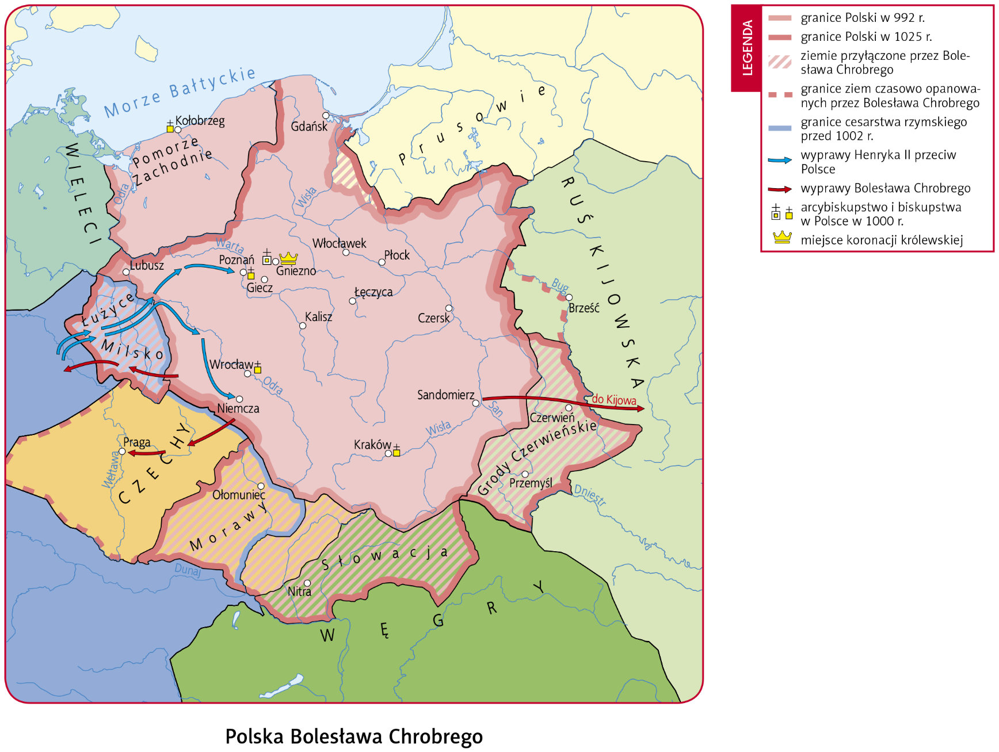 Morze Bałtyckie
Prusowie
Gdańsk
Kołobrzeg
Pomorze
Zachodnie
WIELECI
Odra
Wisła
RUŚ KIJOWSKA
Warta
Włocławek
Płock
Poznań
Gniezno
Giecz
Lubusz
Łęczyca
Bug
Brześć
Czersk
Kalisz
Łużyce
Milsko
Wrocław
Odra
Niemcza
Sandomierz
San
do Kijowa
Czerwień
Grody Czerwieńskie
Wisła
Kraków
Przemyśl
Dniestr
Praga
Wełtawa
CZECHY
Ołomuniec
Morawy
Słowacja
Nitra
Dunaj
WĘGRY
LEGENDA
granice Polski w 992 r.
granice Polski w 1025 r.
ziemie przyłączone przez Bole-
sława Chrobrego
granice ziem czasowo opanowa-
nych przez Bolesława Chrobrego
granice cesarstwa rzymskiego
przed 1002 r.
wyprawy Henryka II przeciw
Polsce
wyprawy Bolesława Chrobrego
arcybiskupstwo i biskupstwa
w Polsce w 1000 r.
miejsce koronacji królewskiej
Polska Bolesława Chrobrego